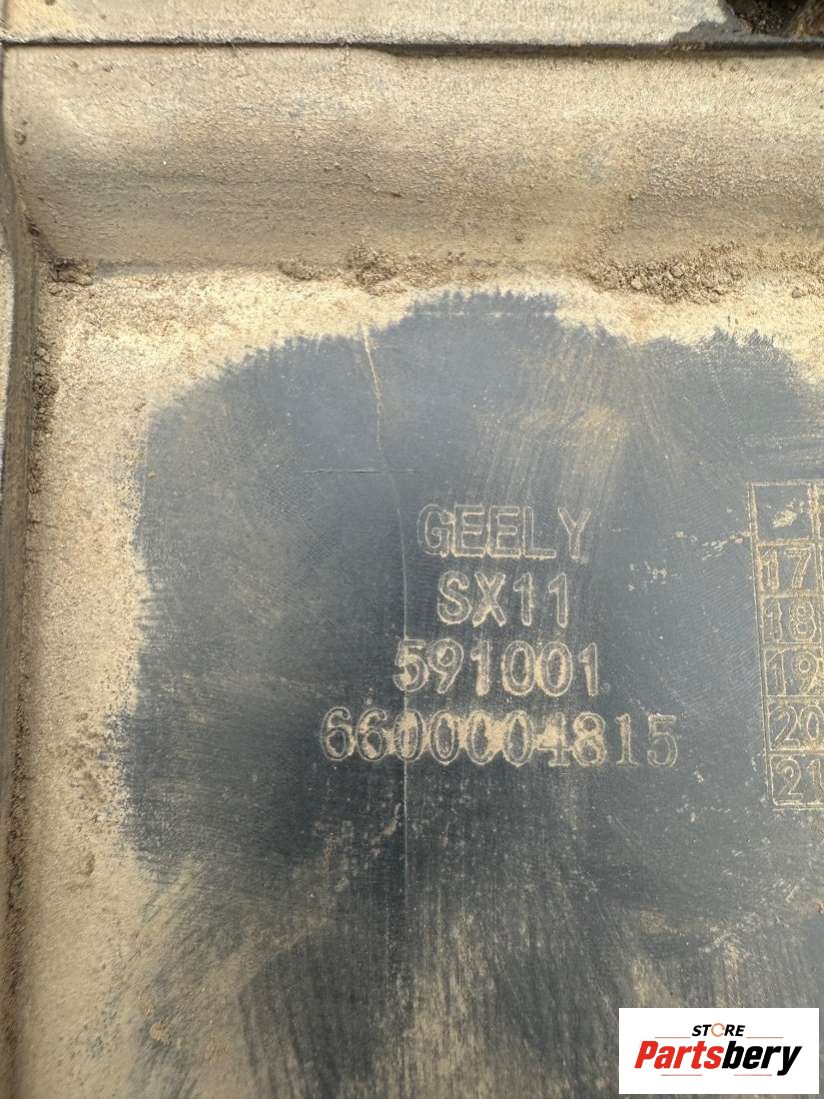 GEELY
SX11
591001
6600004815
17
18
19
20
21
STORE
Partsbery